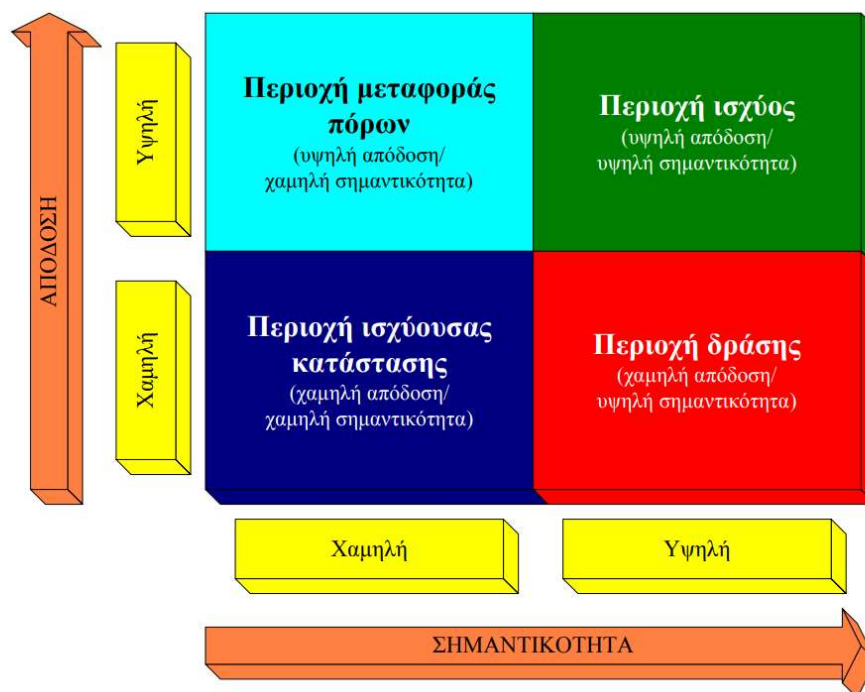 ΑΠΟΔΟΣΗ
Υψηλή
Περιοχή μεταφοράς
πόρων
(υψηλή απόδοση/
χαμηλή σημαντικότητα)
Περιοχή ισχύος
(υψηλή απόδοση/
υψηλή σημαντικότητα)
Χαμηλή
Περιοχή ισχύουσας
κατάστασης
(χαμηλή απόδοση/
χαμηλή σημαντικότητα)
Περιοχή δράσης
(χαμηλή απόδοση/
υψηλή σημαντικότητα)
Χαμηλή
Υψηλή
ΣΗΜΑΝΤΙΚΟΤΗΤΑ